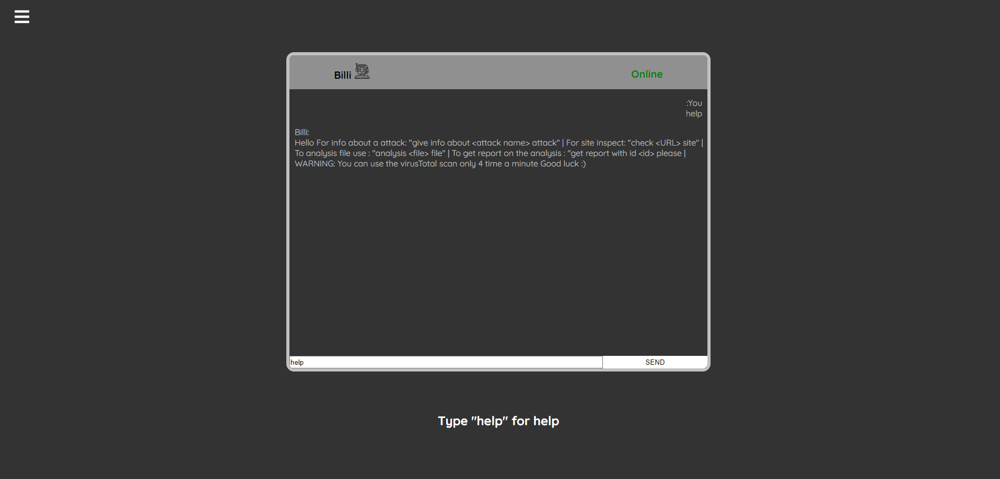 Billi
Online
:You
help
Billi:
Hello For info about a attack: "give info about <attack name> attack" | For site inspect: "check <URL> site" |
To analysis file use : "analysis <file> file" | To get report on the analysis : "get report with id <id> please |
WARNING: You can use the virusTotal scan only 4 time a minute Good luck :)
help
SEND
Type "help" for help